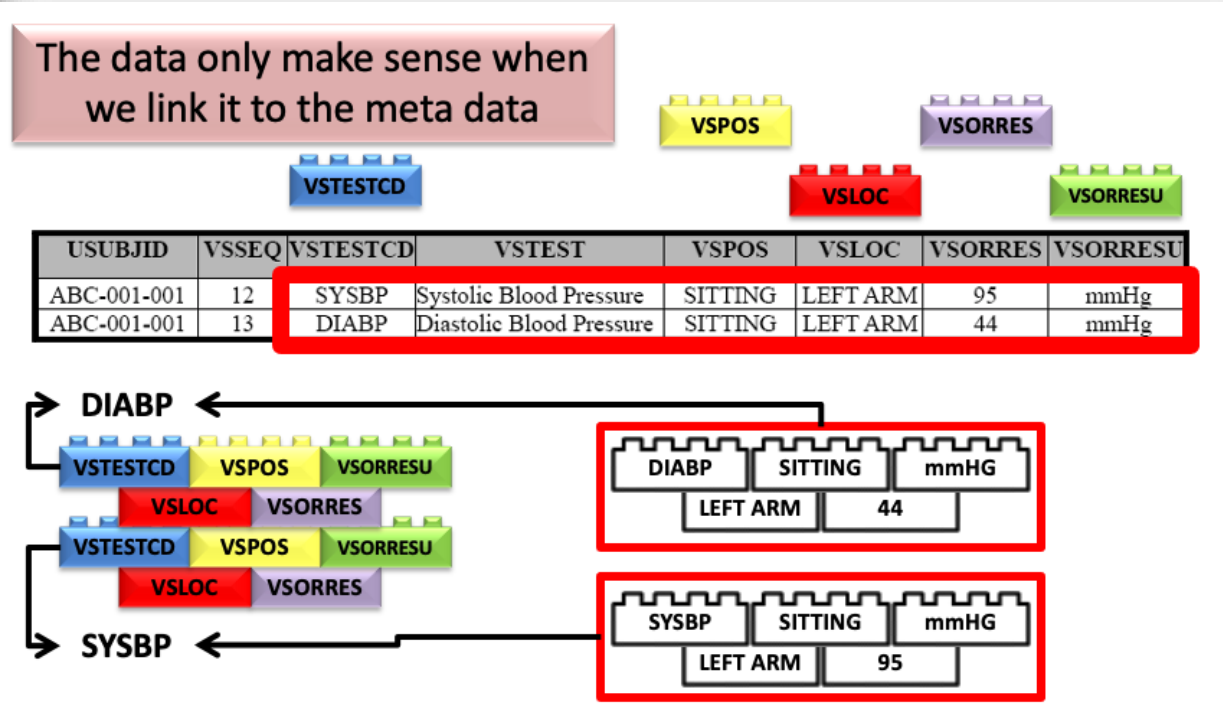 The data only make sense when
we link it to the meta data
VSPOS
VSORRES
VSTESTCD
VSLOC
VSORRESU
USUBJID VSSEQ VSTESTCD VSTEST VSPOS VSLOC VSORRES VSORRESU
ABC-001-001 12 SYSBP Systolic Blood Pressure SITTING LEFT ARM 95 mmHg
ABC-001-001 13 DIABP Diastolic Blood Pressure SITTING LEFT ARM 44 mmHg
DIABP
VSTESTCD VSPOS VSORRESU
VSLOC VSORRES
VSTESTCD VSPOS VSORRESU
VSLOC VSORRES
SYSBP
DIABP SITTING mmHG
LEFT ARM 44
SYSBP SITTING mmHG
LEFT ARM 95